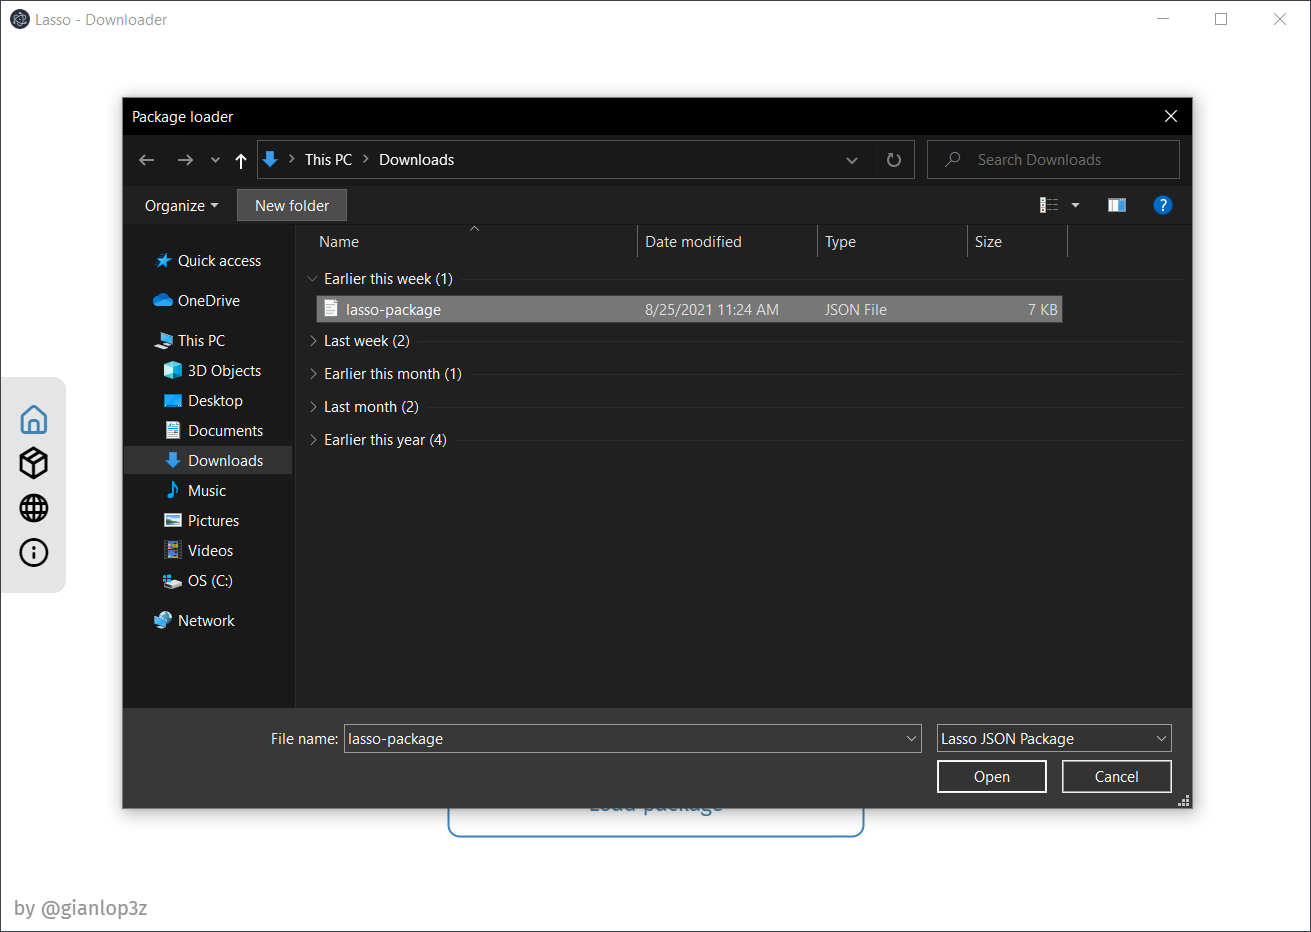 Lasso - Downloader
Package loader
This PC Downloads
Search Downloads
Organize New folder
?
Name Date modified Type Size
Quick access
OneDrive
This PC
3D Objects
Desktop
Documents
Downloads
Music
Pictures
Videos
OS (C:)
Network
Earlier this week (1)
lasso-package 8/25/2021 11:24 AM JSON File 7 KB
Last week (2)
Earlier this month (1)
Last month (2)
Earlier this year (4)
File name: lasso-package Lasso JSON Package
Open Cancel
Load package
by @gianlop3z